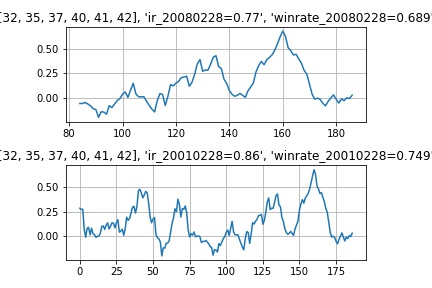 [32, 35, 37, 40, 41, 42], 'ir_20080228=0.77', 'winrate_20080228=0.689'
0.50
0.25
0.00
80 100 120 140 160 180
[32, 35, 37, 40, 41, 42], 'ir_20010228=0.86', 'winrate_20010228=0.749'
0.50
0.25
0.00
0 25 50 75 100 125 150 175